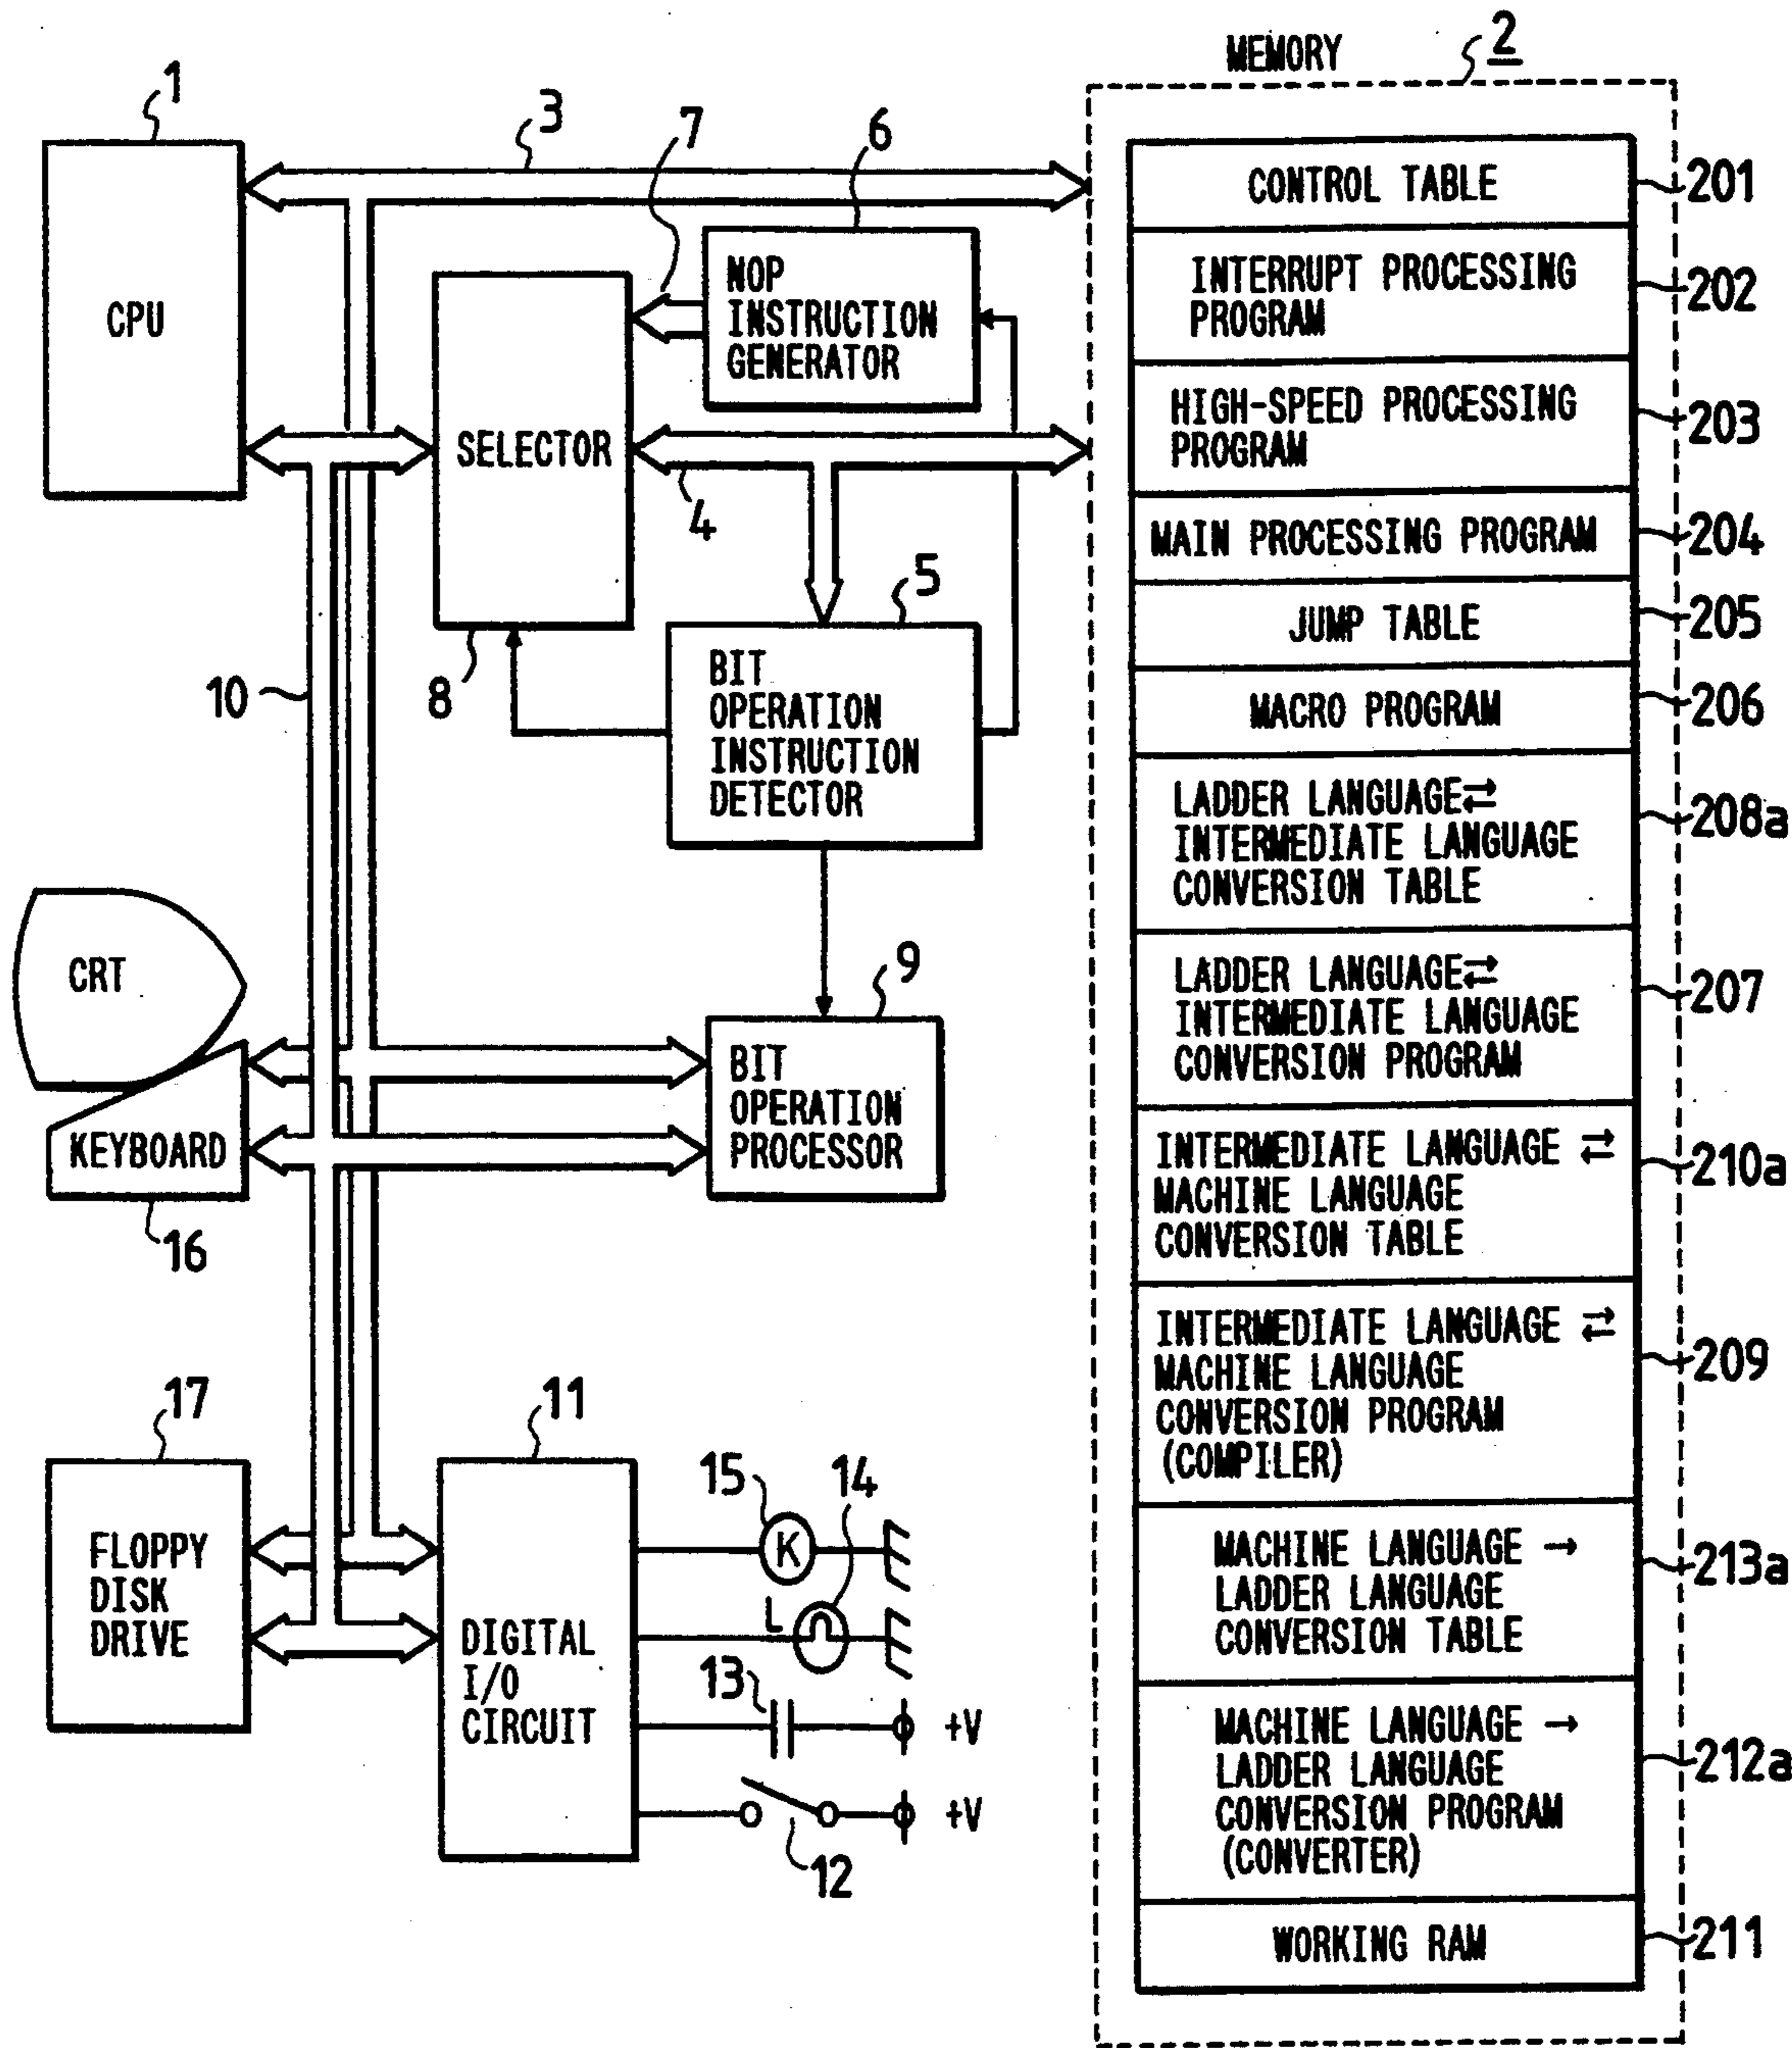 MEMORY
2
1
3
7
6
CPU
NOP
INSTRUCTION
GENERATOR
SELECTOR
4
8
10
5
BIT
OPERATION
INSTRUCTION
DETECTOR
CRT
KEYBOARD
16
9
BIT
OPERATION
PROCESSOR
17
FLOPPY
DISK
DRIVE
11
DIGITAL
I/O
CIRCUIT
15
14
K
L
13
+V
+V
12
CONTROL TABLE
201
INTERRUPT PROCESSING
PROGRAM
202
HIGH-SPEED PROCESSING
PROGRAM
203
MAIN PROCESSING PROGRAM
204
JUMP TABLE
205
MACRO PROGRAM
206
LADDER LANGUAGE⇄
INTERMEDIATE LANGUAGE
CONVERSION TABLE
208a
LADDER LANGUAGE⇄
INTERMEDIATE LANGUAGE
CONVERSION PROGRAM
207
INTERMEDIATE LANGUAGE ⇄
MACHINE LANGUAGE
CONVERSION TABLE
210a
INTERMEDIATE LANGUAGE ⇄
MACHINE LANGUAGE
CONVERSION PROGRAM
(COMPILER)
209
MACHINE LANGUAGE →
LADDER LANGUAGE
CONVERSION TABLE
213a
MACHINE LANGUAGE →
LADDER LANGUAGE
CONVERSION PROGRAM
(CONVERTER)
212a
WORKING RAM
211